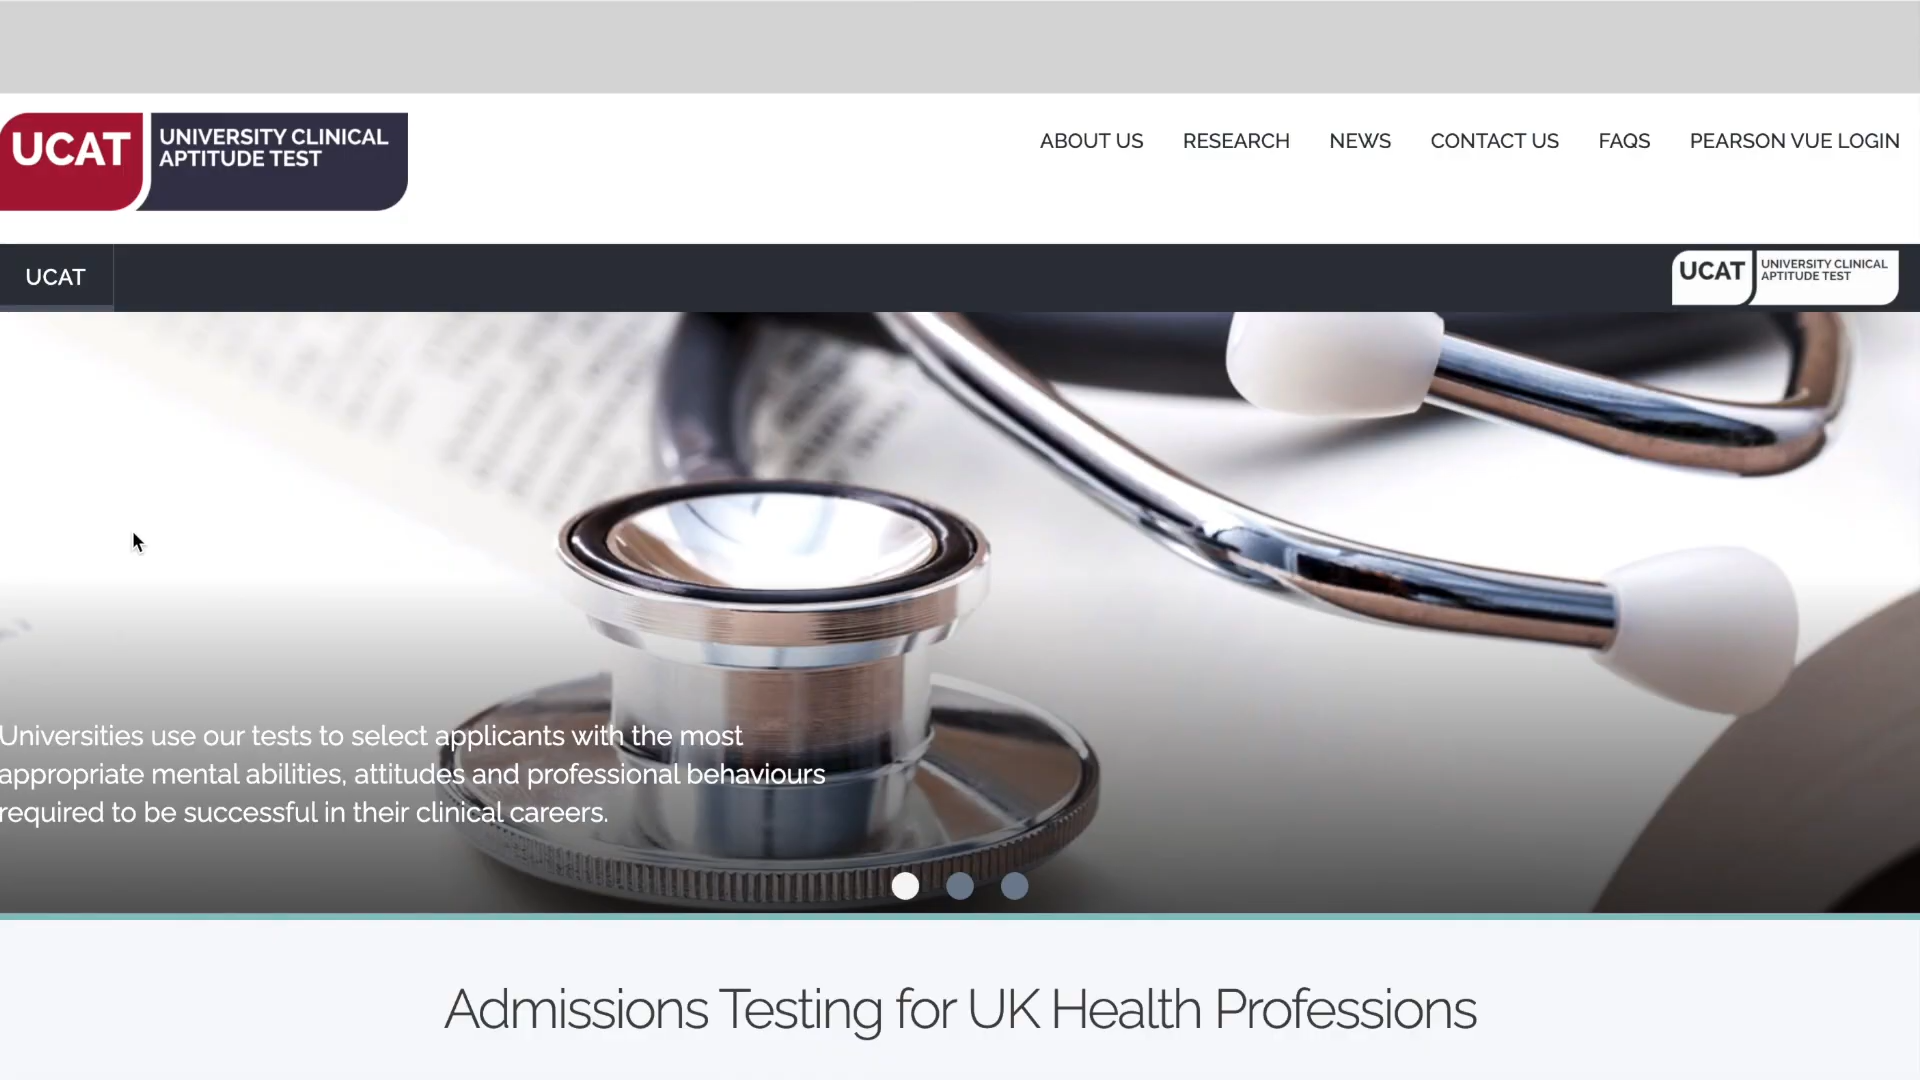 UCAT
UNIVERSITY CLINICAL
APTITUDE TEST
ABOUT US
RESEARCH
NEWS
CONTACT US
FAQS
PEARSON VUE LOGIN
UCAT
UCAT
UNIVERSITY CLINICAL
APTITUDE TEST
Universities use our tests to select applicants with the most
appropriate mental abilities, attitudes and professional behaviours
required to be successful in their clinical careers.
Admissions Testing for UK Health Professions